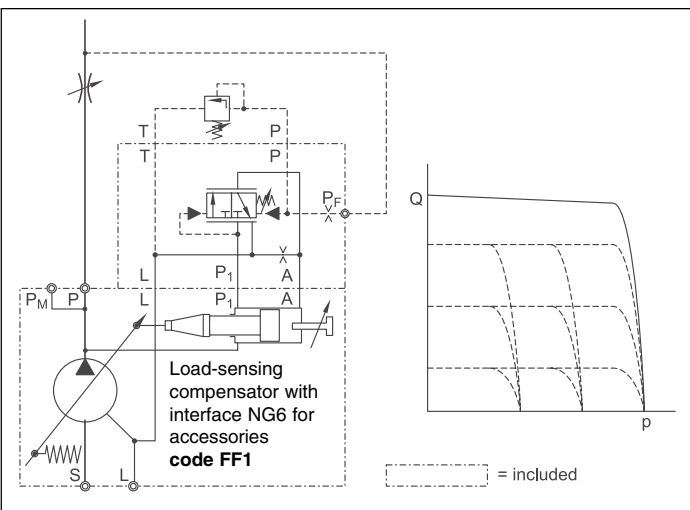 T P
T P
P_F
L P_1 A
P_M P L P_1 A
Load-sensing
compensator with
interface NG6 for
accessories
code FF1
S L
Q
p
= included